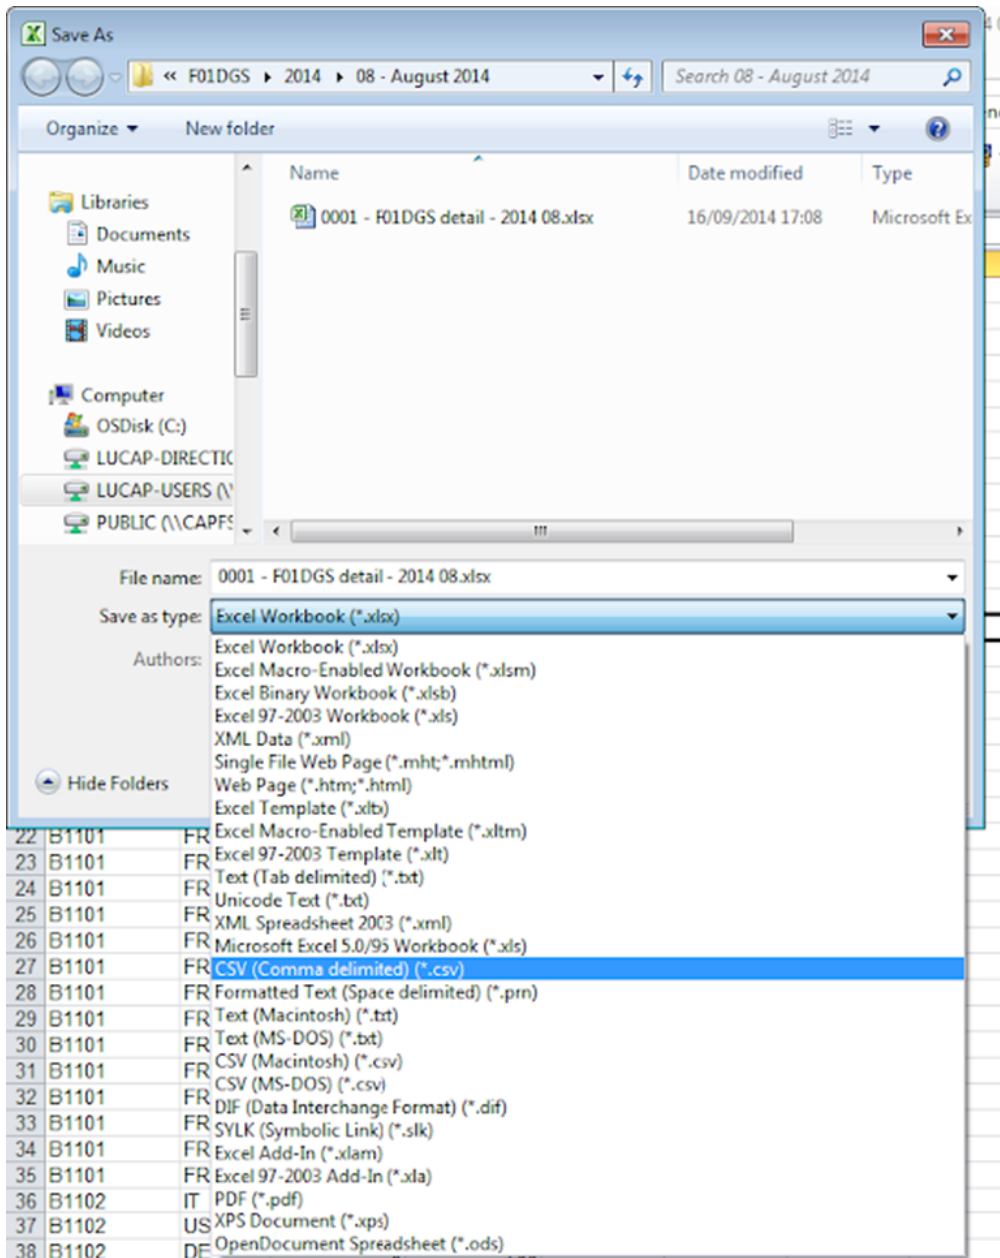 Save As
« F01DGS ▸ 2014 ▸ 08 - August 2014
Search 08 - August 2014
Organize
New folder
Name
Date modified
Type
0001 - F01DGS detail - 2014 08.xlsx
16/09/2014 17:08
Microsoft Ex
Libraries
Documents
Music
Pictures
Videos
Computer
OSDisk (C:)
LUCAP-DIRECTIC
LUCAP-USERS (\\
PUBLIC (\\CAPFS
File name: 0001 - F01DGS detail - 2014 08.xlsx
Save as type: Excel Workbook (*.xlsx)
Authors:
Hide Folders
Excel Workbook (*.xlsx)
Excel Macro-Enabled Workbook (*.xlsm)
Excel Binary Workbook (*.xlsb)
Excel 97-2003 Workbook (*.xls)
XML Data (*.xml)
Single File Web Page (*.mht;*.mhtml)
Web Page (*.htm;*.html)
Excel Template (*.xltx)
Excel Macro-Enabled Template (*.xltm)
Excel 97-2003 Template (*.xlt)
Text (Tab delimited) (*.txt)
Unicode Text (*.txt)
XML Spreadsheet 2003 (*.xml)
Microsoft Excel 5.0/95 Workbook (*.xls)
CSV (Comma delimited) (*.csv)
Formatted Text (Space delimited) (*.prn)
Text (Macintosh) (*.txt)
Text (MS-DOS) (*.txt)
CSV (Macintosh) (*.csv)
CSV (MS-DOS) (*.csv)
DIF (Data Interchange Format) (*.dif)
SYLK (Symbolic Link) (*.slk)
Excel Add-In (*.xlam)
Excel 97-2003 Add-In (*.xla)
PDF (*.pdf)
XPS Document (*.xps)
OpenDocument Spreadsheet (*.ods)
22 B1101 FR
23 B1101 FR
24 B1101 FR
25 B1101 FR
26 B1101 FR
27 B1101 FR
28 B1101 FR
29 B1101 FR
30 B1101 FR
31 B1101 FR
32 B1101 FR
33 B1101 FR
34 B1101 FR
35 B1101 FR
36 B1102 IT
37 B1102 US
38 B1102 DE